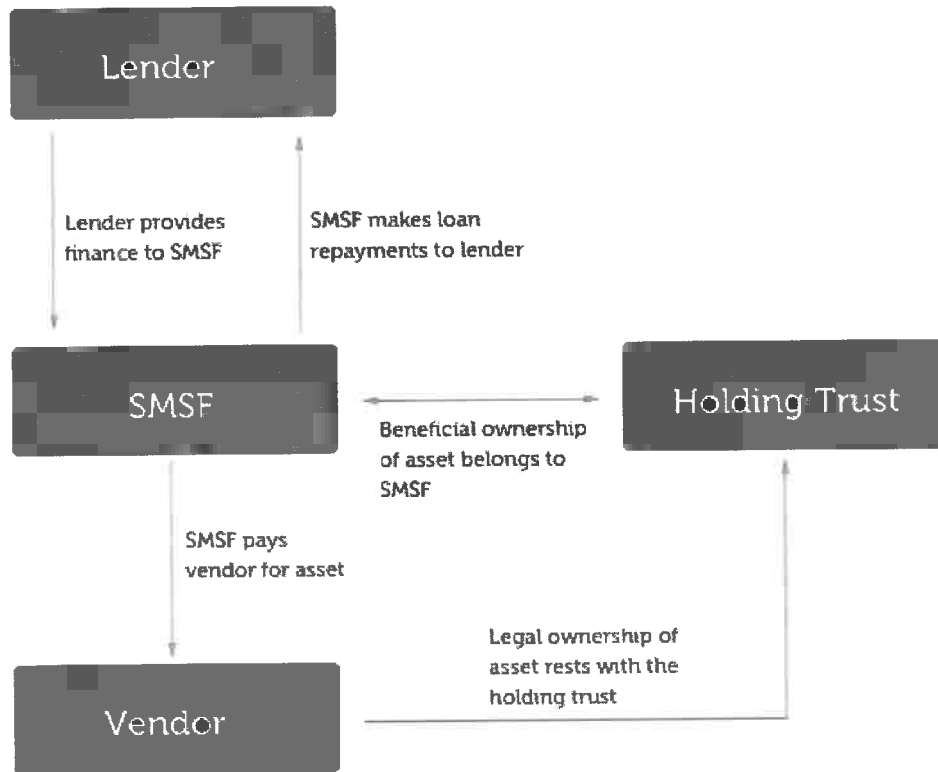 Lender
Lender provides
finance to SMSF
SMSF makes loan
repayments to lender
SMSF
Holding Trust
Beneficial ownership
of asset belongs to
SMSF
SMSF pays
vendor for asset
Legal ownership of
asset rests with the
holding trust
Vendor